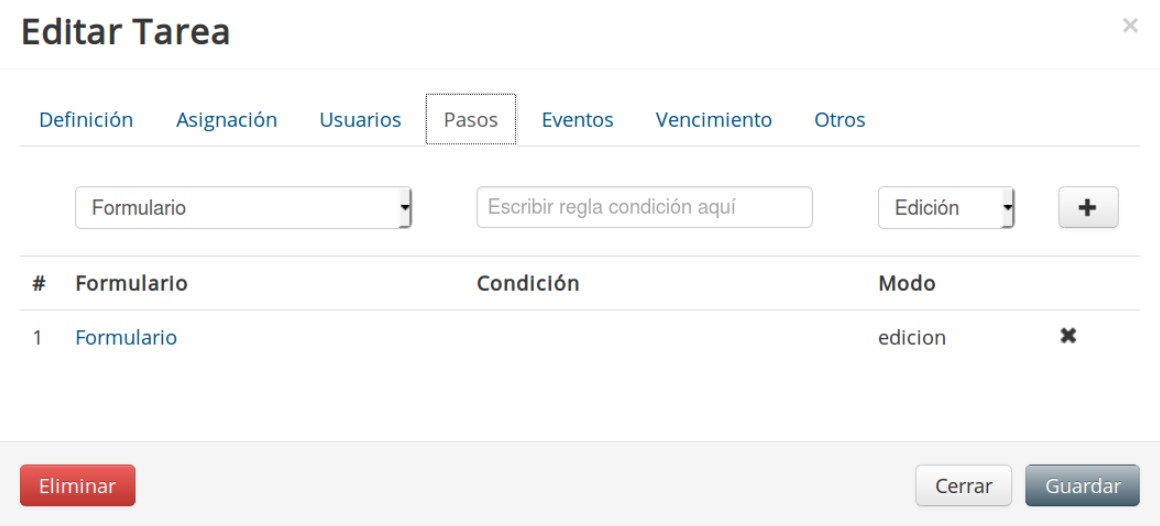 Editar Tarea ×
Definición Asignación Usuarios Pasos Eventos Vencimiento Otros
Formulario Escribir regla condición aquí Edición +
# Formulario Condición Modo
1 Formulario edicion ✖
Eliminar Cerrar Guardar